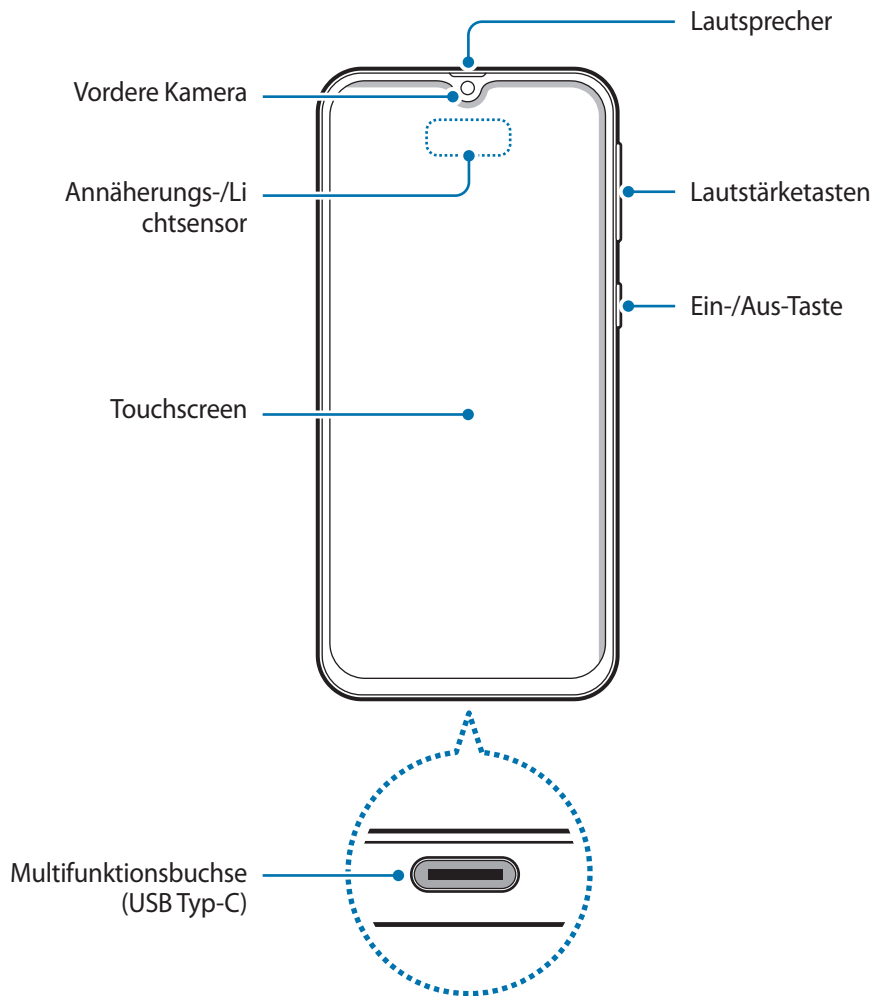 Lautsprecher
Vordere Kamera
Annäherungs-/Li
chtsensor
Lautstärketasten
Ein-/Aus-Taste
Touchscreen
Multifunktionsbuchse
(USB Typ-C)